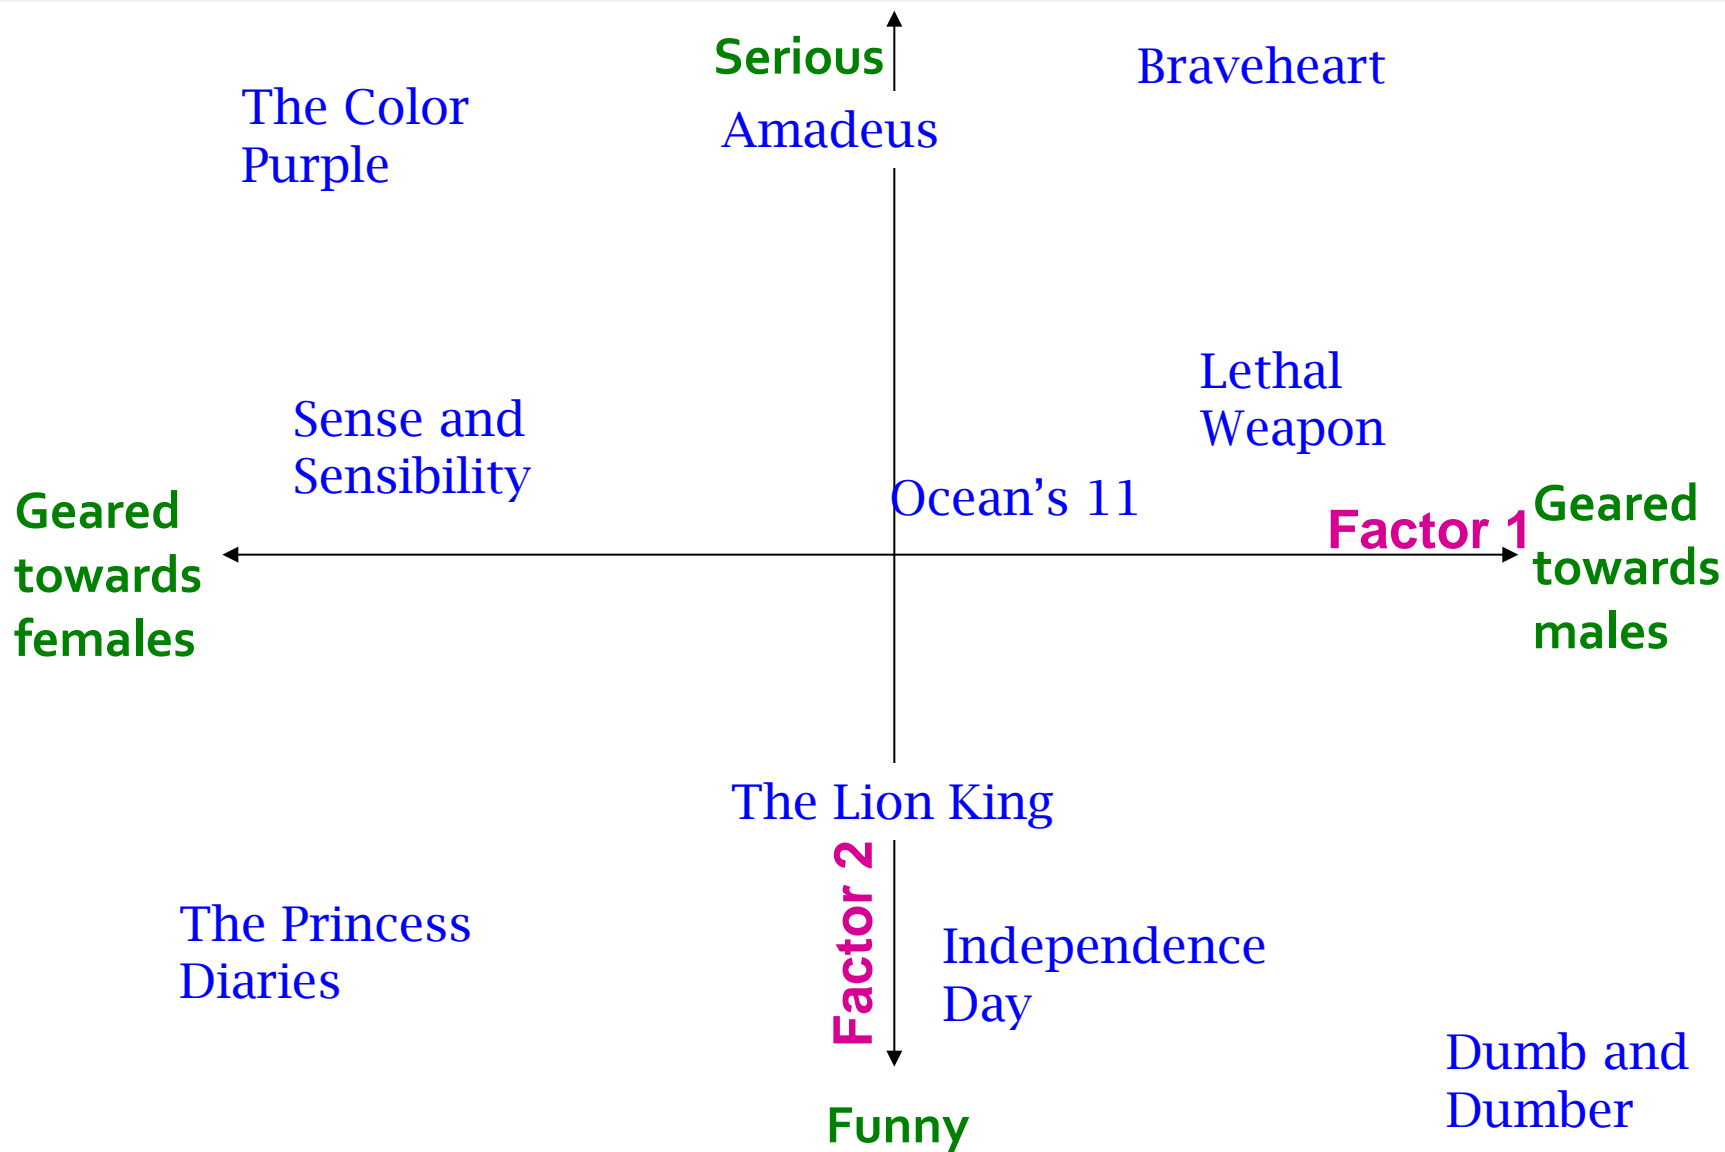 Serious
Braveheart
The Color
Purple
Amadeus
Lethal
Weapon
Sense and
Sensibility
Ocean’s 11
Geared
towards
females
Factor 1
Geared
towards
males
The Lion King
Factor 2
The Princess
Diaries
Independence
Day
Dumb and
Dumber
Funny